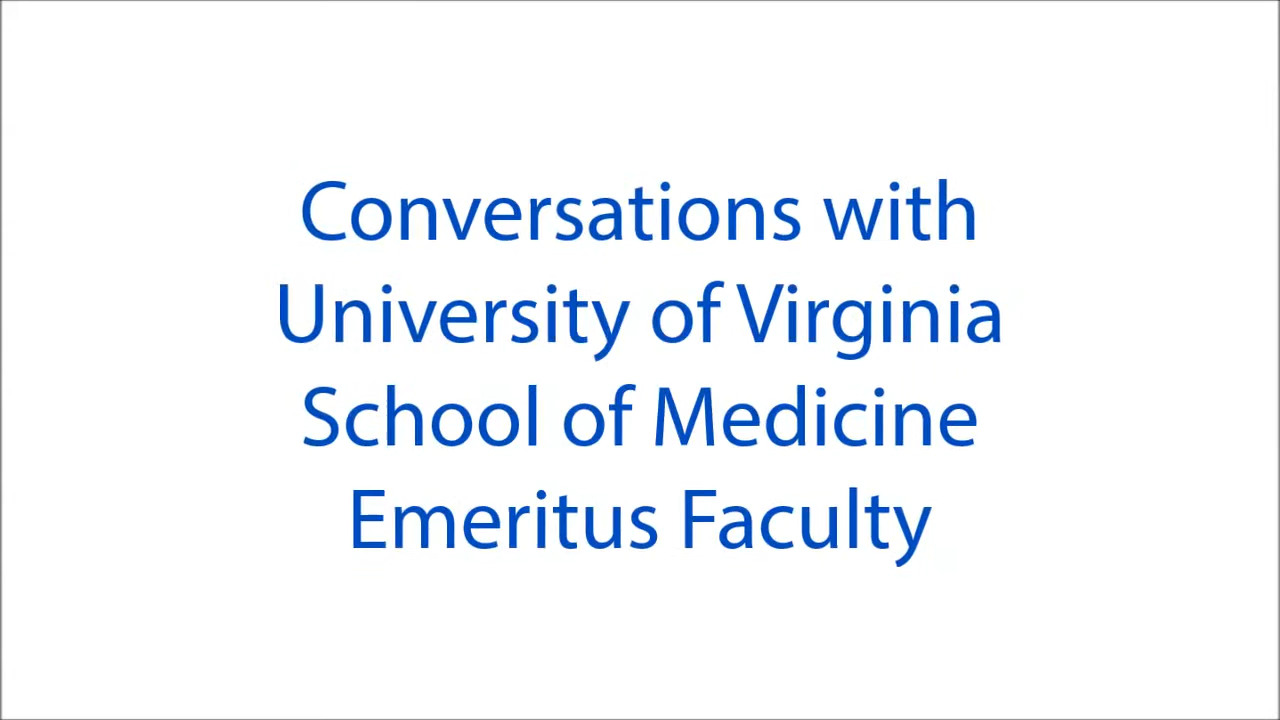 Conversations with
University of Virginia
School of Medicine
Emeritus Faculty